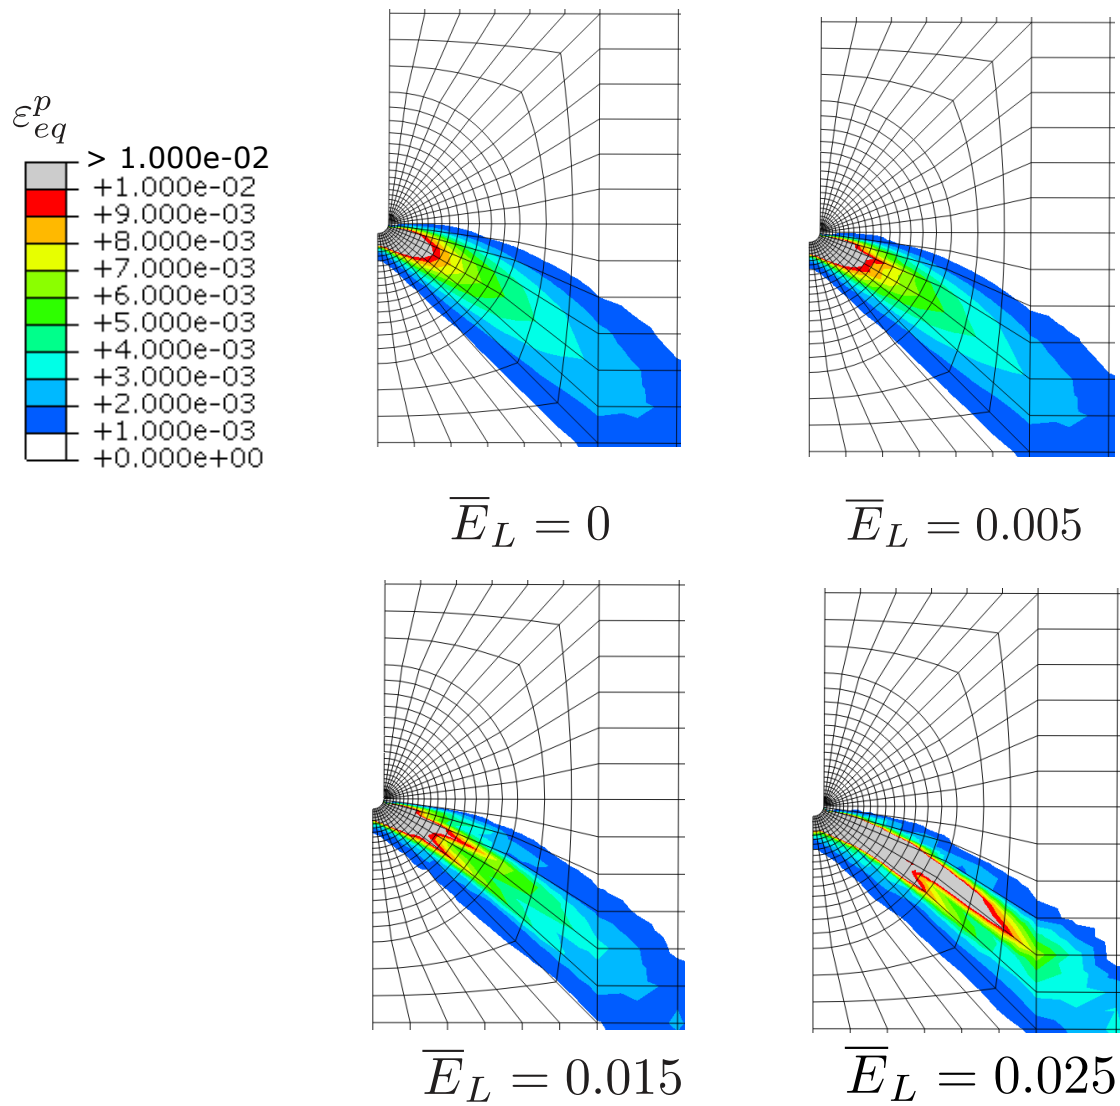 ε^p_eq
> 1.000e-02
+1.000e-02
+9.000e-03
+8.000e-03
+7.000e-03
+6.000e-03
+5.000e-03
+4.000e-03
+3.000e-03
+2.000e-03
+1.000e-03
+0.000e+00
E̅_L = 0
E̅_L = 0.005
E̅_L = 0.015
E̅_L = 0.025